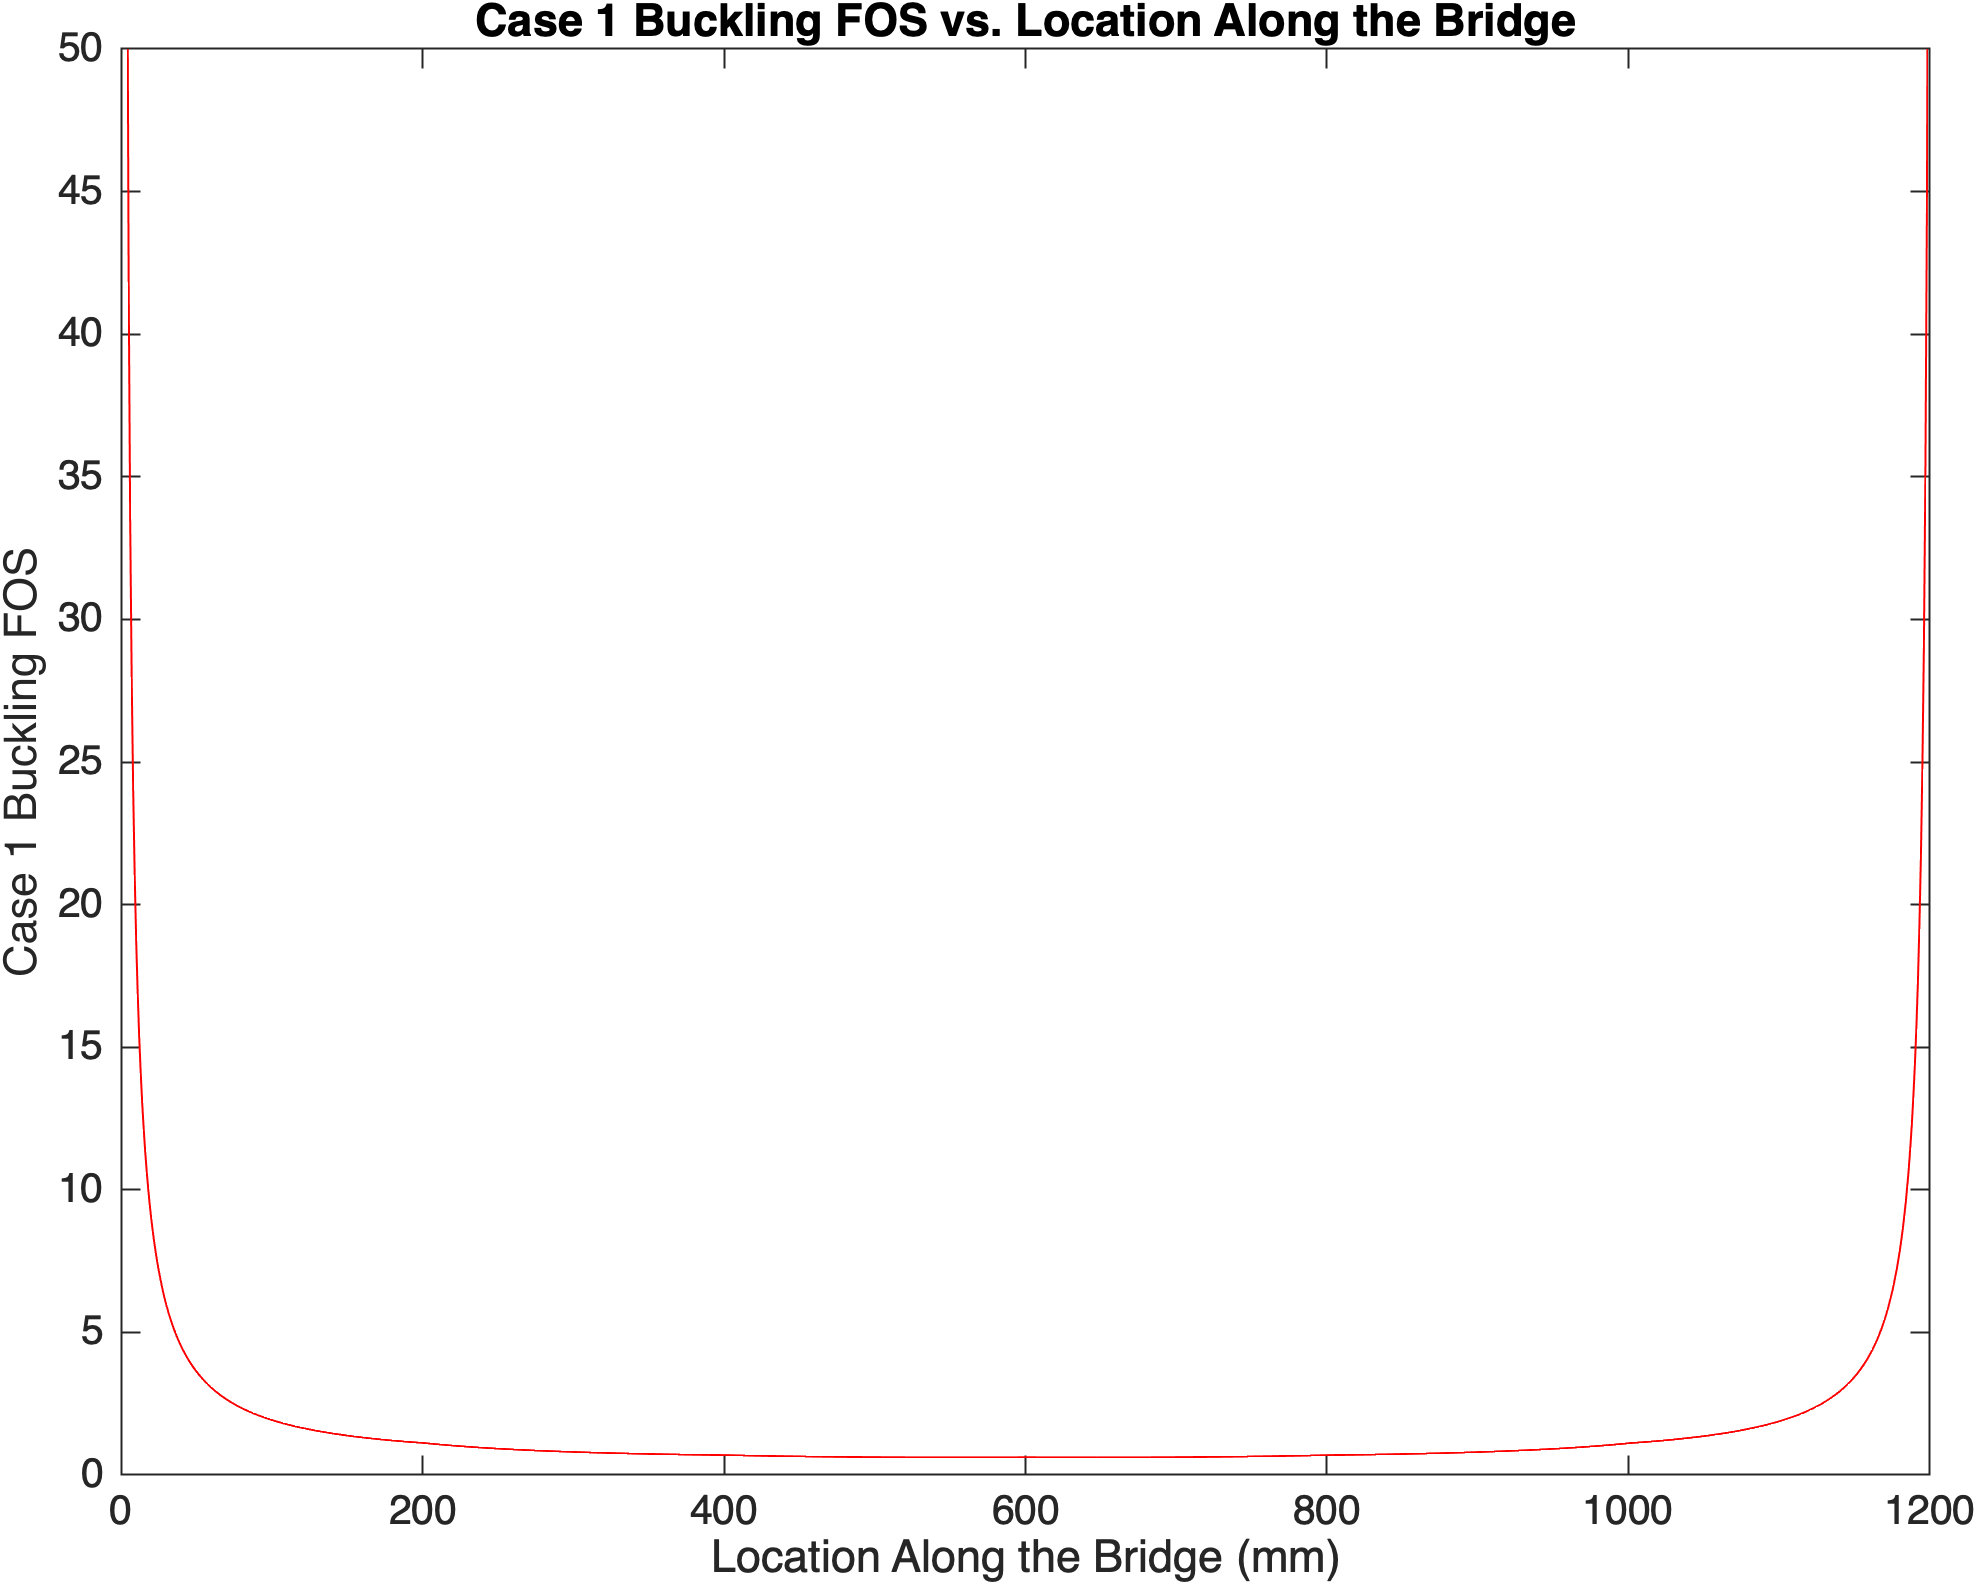 Case 1 Buckling FOS vs. Location Along the Bridge
50
45
40
35
30
25
20
15
10
5
0
Case 1 Buckling FOS
0 200 400 600 800 1000 1200
Location Along the Bridge (mm)